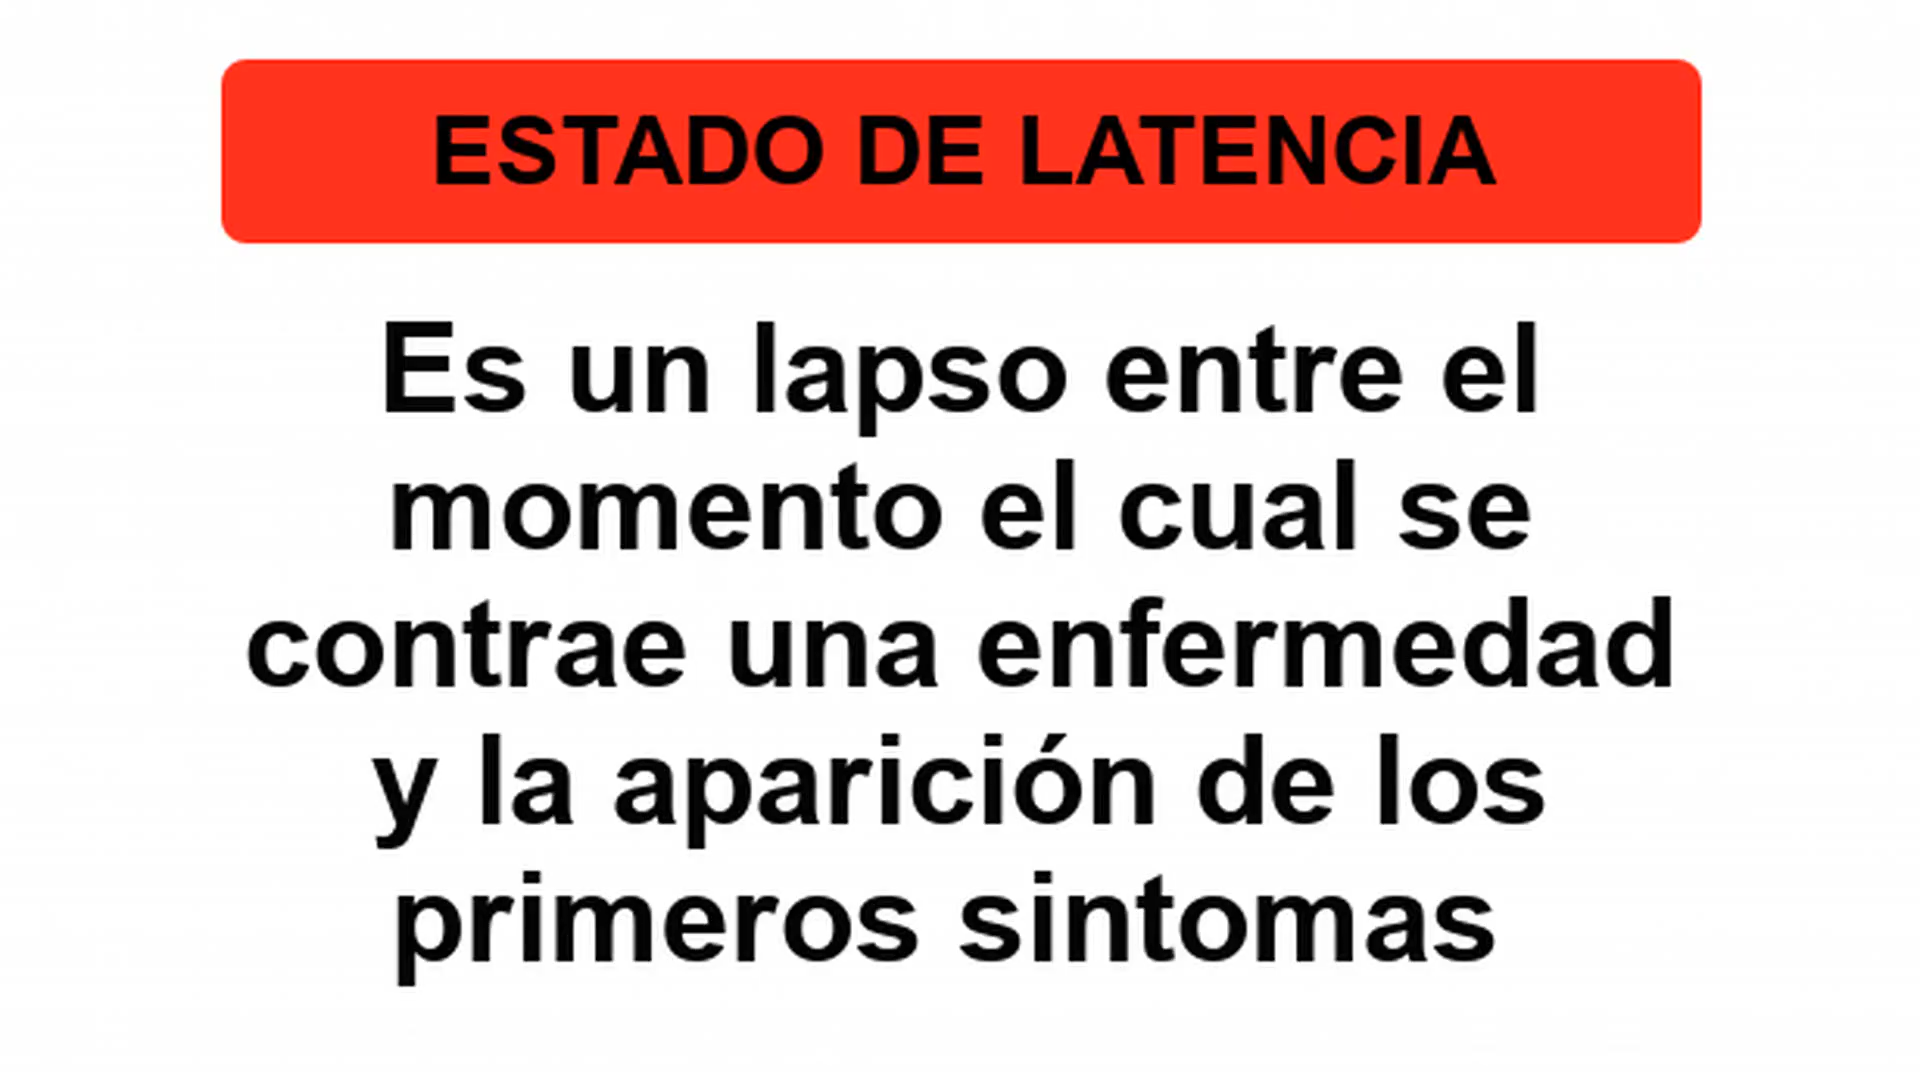 ESTADO DE LATENCIA
Es un lapso entre el
momento el cual se
contrae una enfermedad
y la aparición de los
primeros sintomas